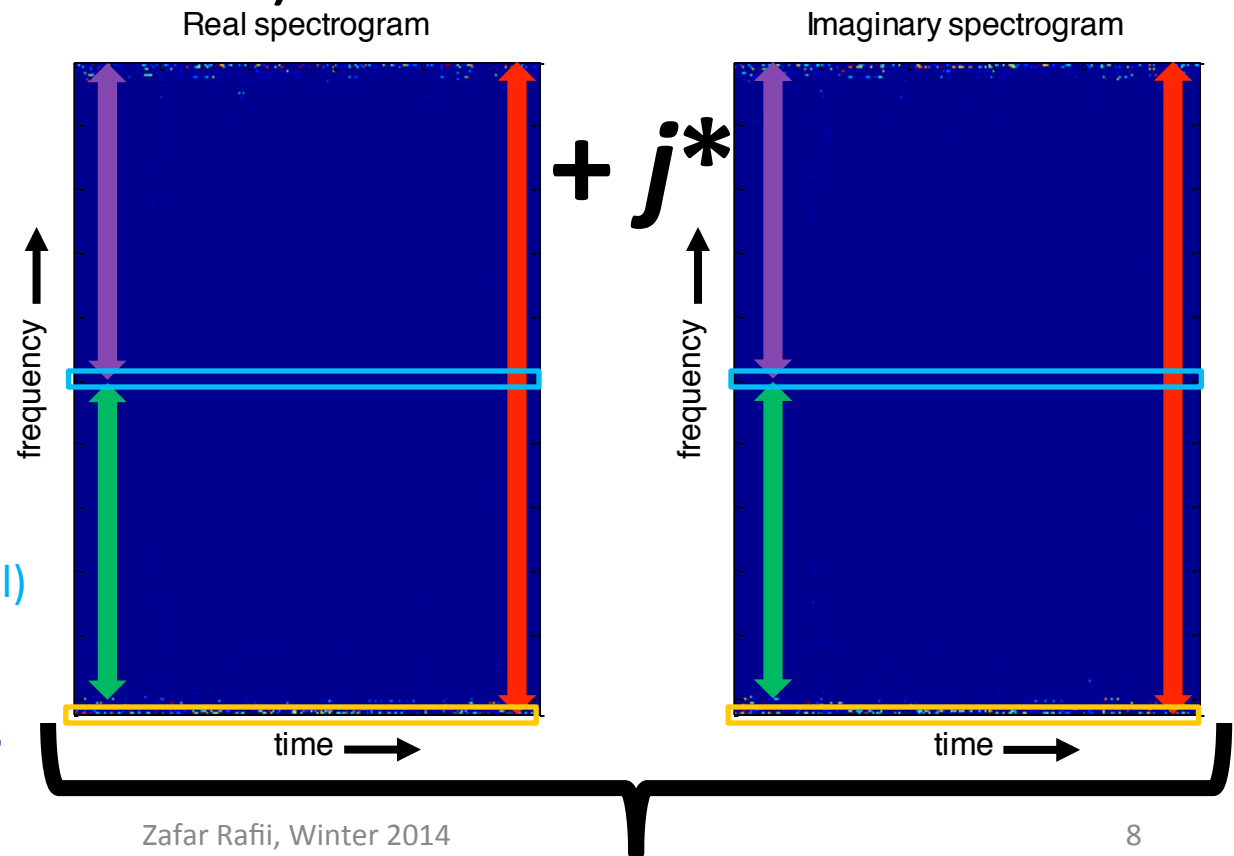 Real spectrogram
Imaginary spectrogram
+ j*
frequency
frequency
l)
time
time
Zafar Rafii, Winter 2014
8